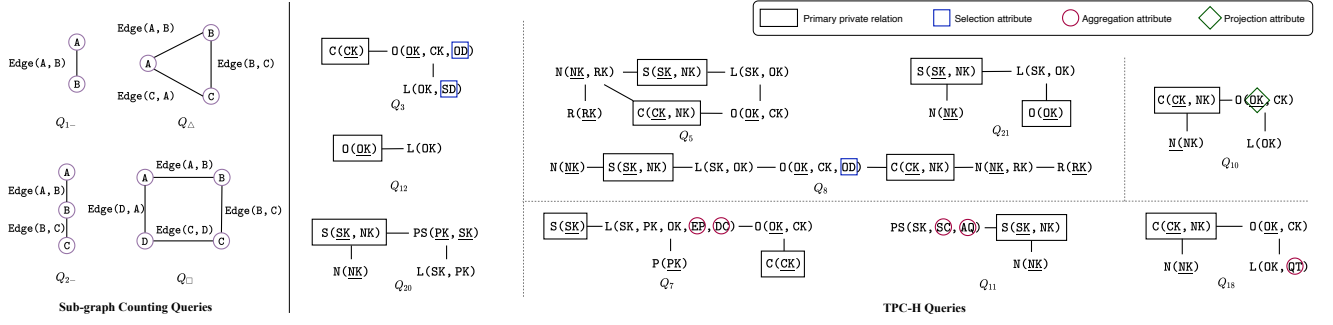 Primary private relation
Selection attribute
Aggregation attribute
Projection attribute
Edge(A,B)
A
B
Q1−
Edge(A,B)
A
B
C
Edge(B,C)
Edge(C,A)
Q△
A
B
C
Edge(A,B)
Edge(B,C)
Q2−
Edge(A,B)
A
B
Edge(D,A)
Edge(B,C)
Edge(C,D)
D
C
Q□
Sub-graph Counting Queries
C(CK) O(OK, CK, OD)
L(OK, SD)
Q3
O(OK) L(OK)
Q12
S(SK, NK) PS(PK, SK)
N(NK) L(SK, PK)
Q20
N(NK, RK) S(SK, NK) L(SK, OK)
R(RK) C(CK, NK) O(OK, CK)
Q5
S(SK, NK) L(SK, OK)
N(NK) O(OK)
Q21
N(NK) S(SK, NK) L(SK, OK) O(OK, CK, OD) C(CK, NK) N(NK, RK) R(RK)
Q8
C(CK, NK) O(OK, CK)
N(NK) L(OK)
Q10
S(SK) L(SK, PK, OK, EP, DC) O(OK, CK)
P(PK) C(CK)
Q7
PS(SK, SC, AQ) S(SK, NK)
N(NK)
Q11
C(CK, NK) O(OK, CK)
N(NK) L(OK, QT)
Q18
TPC-H Queries